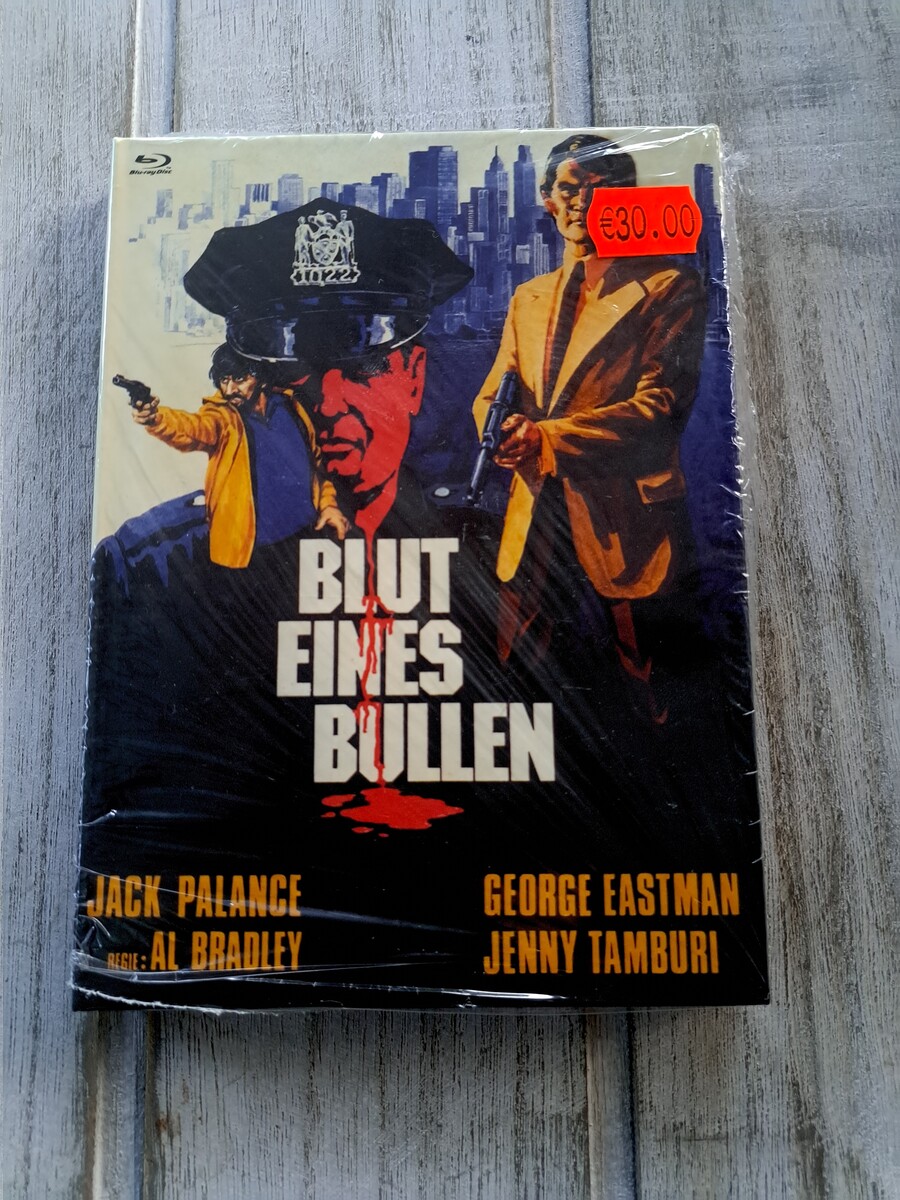 Blu-ray Disc
€30.00
1022
BLUT
EINES
BULLEN
JACK PALANCE
REGIE: AL BRADLEY
GEORGE EASTMAN
JENNY TAMBURI